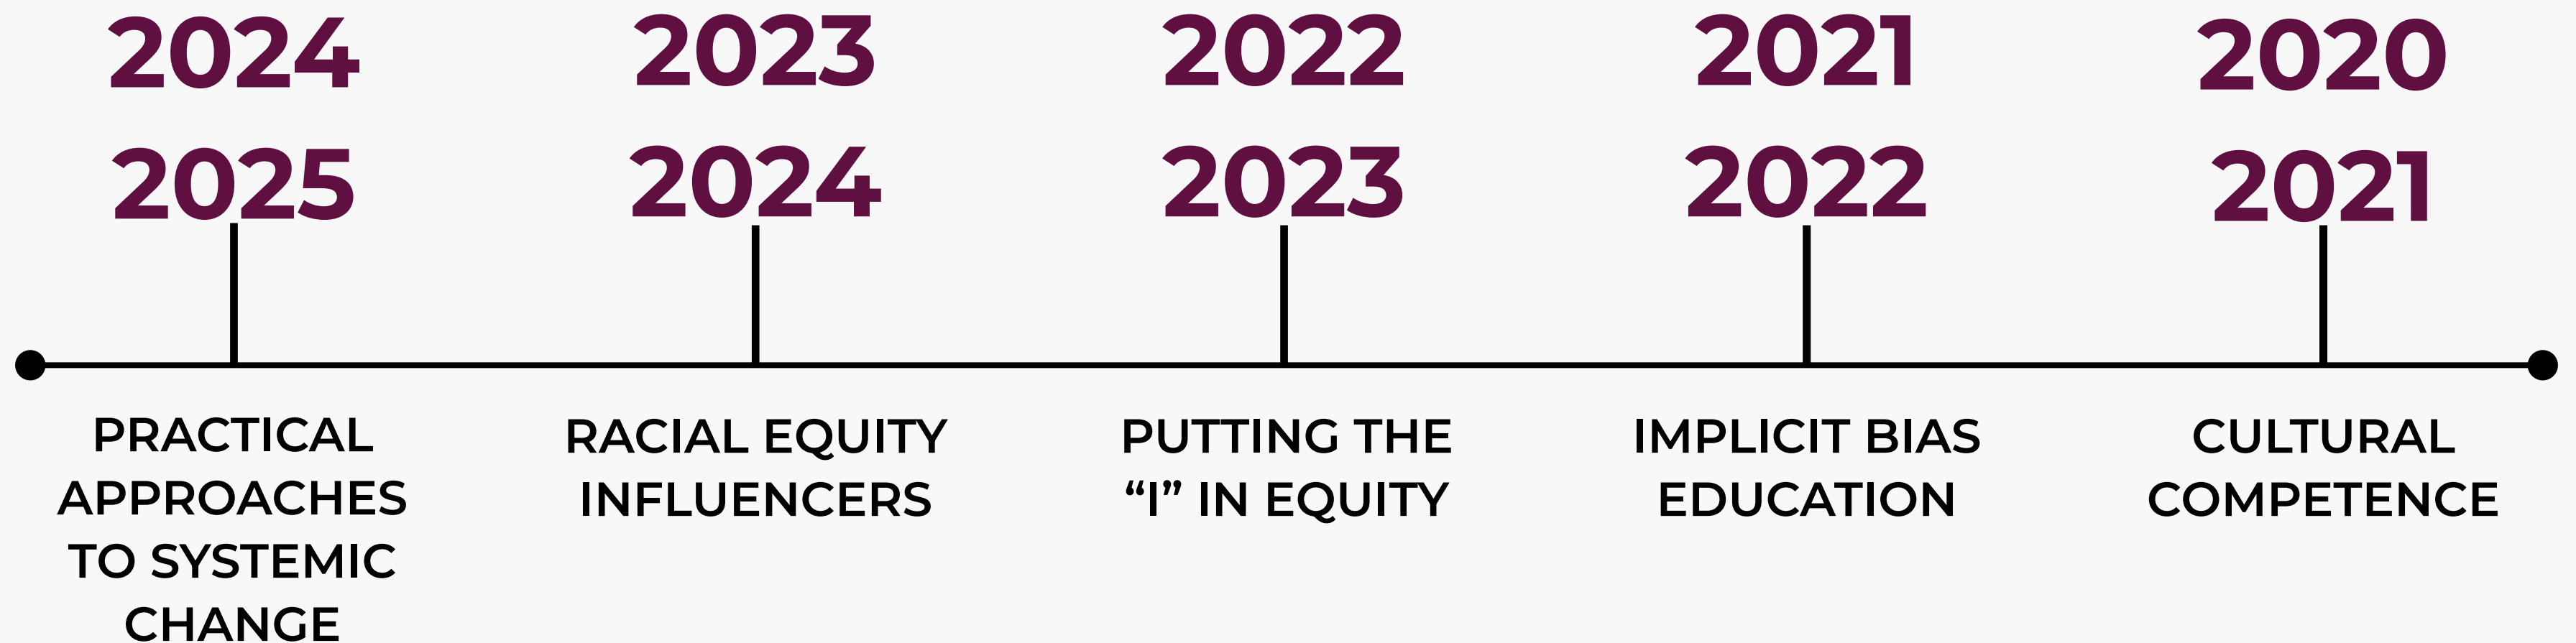 2024
2025
PRACTICAL
APPROACHES
TO SYSTEMIC
CHANGE
2023
2024
RACIAL EQUITY
INFLUENCERS
2022
2023
PUTTING THE
“I” IN EQUITY
2021
2022
IMPLICIT BIAS
EDUCATION
2020
2021
CULTURAL
COMPETENCE